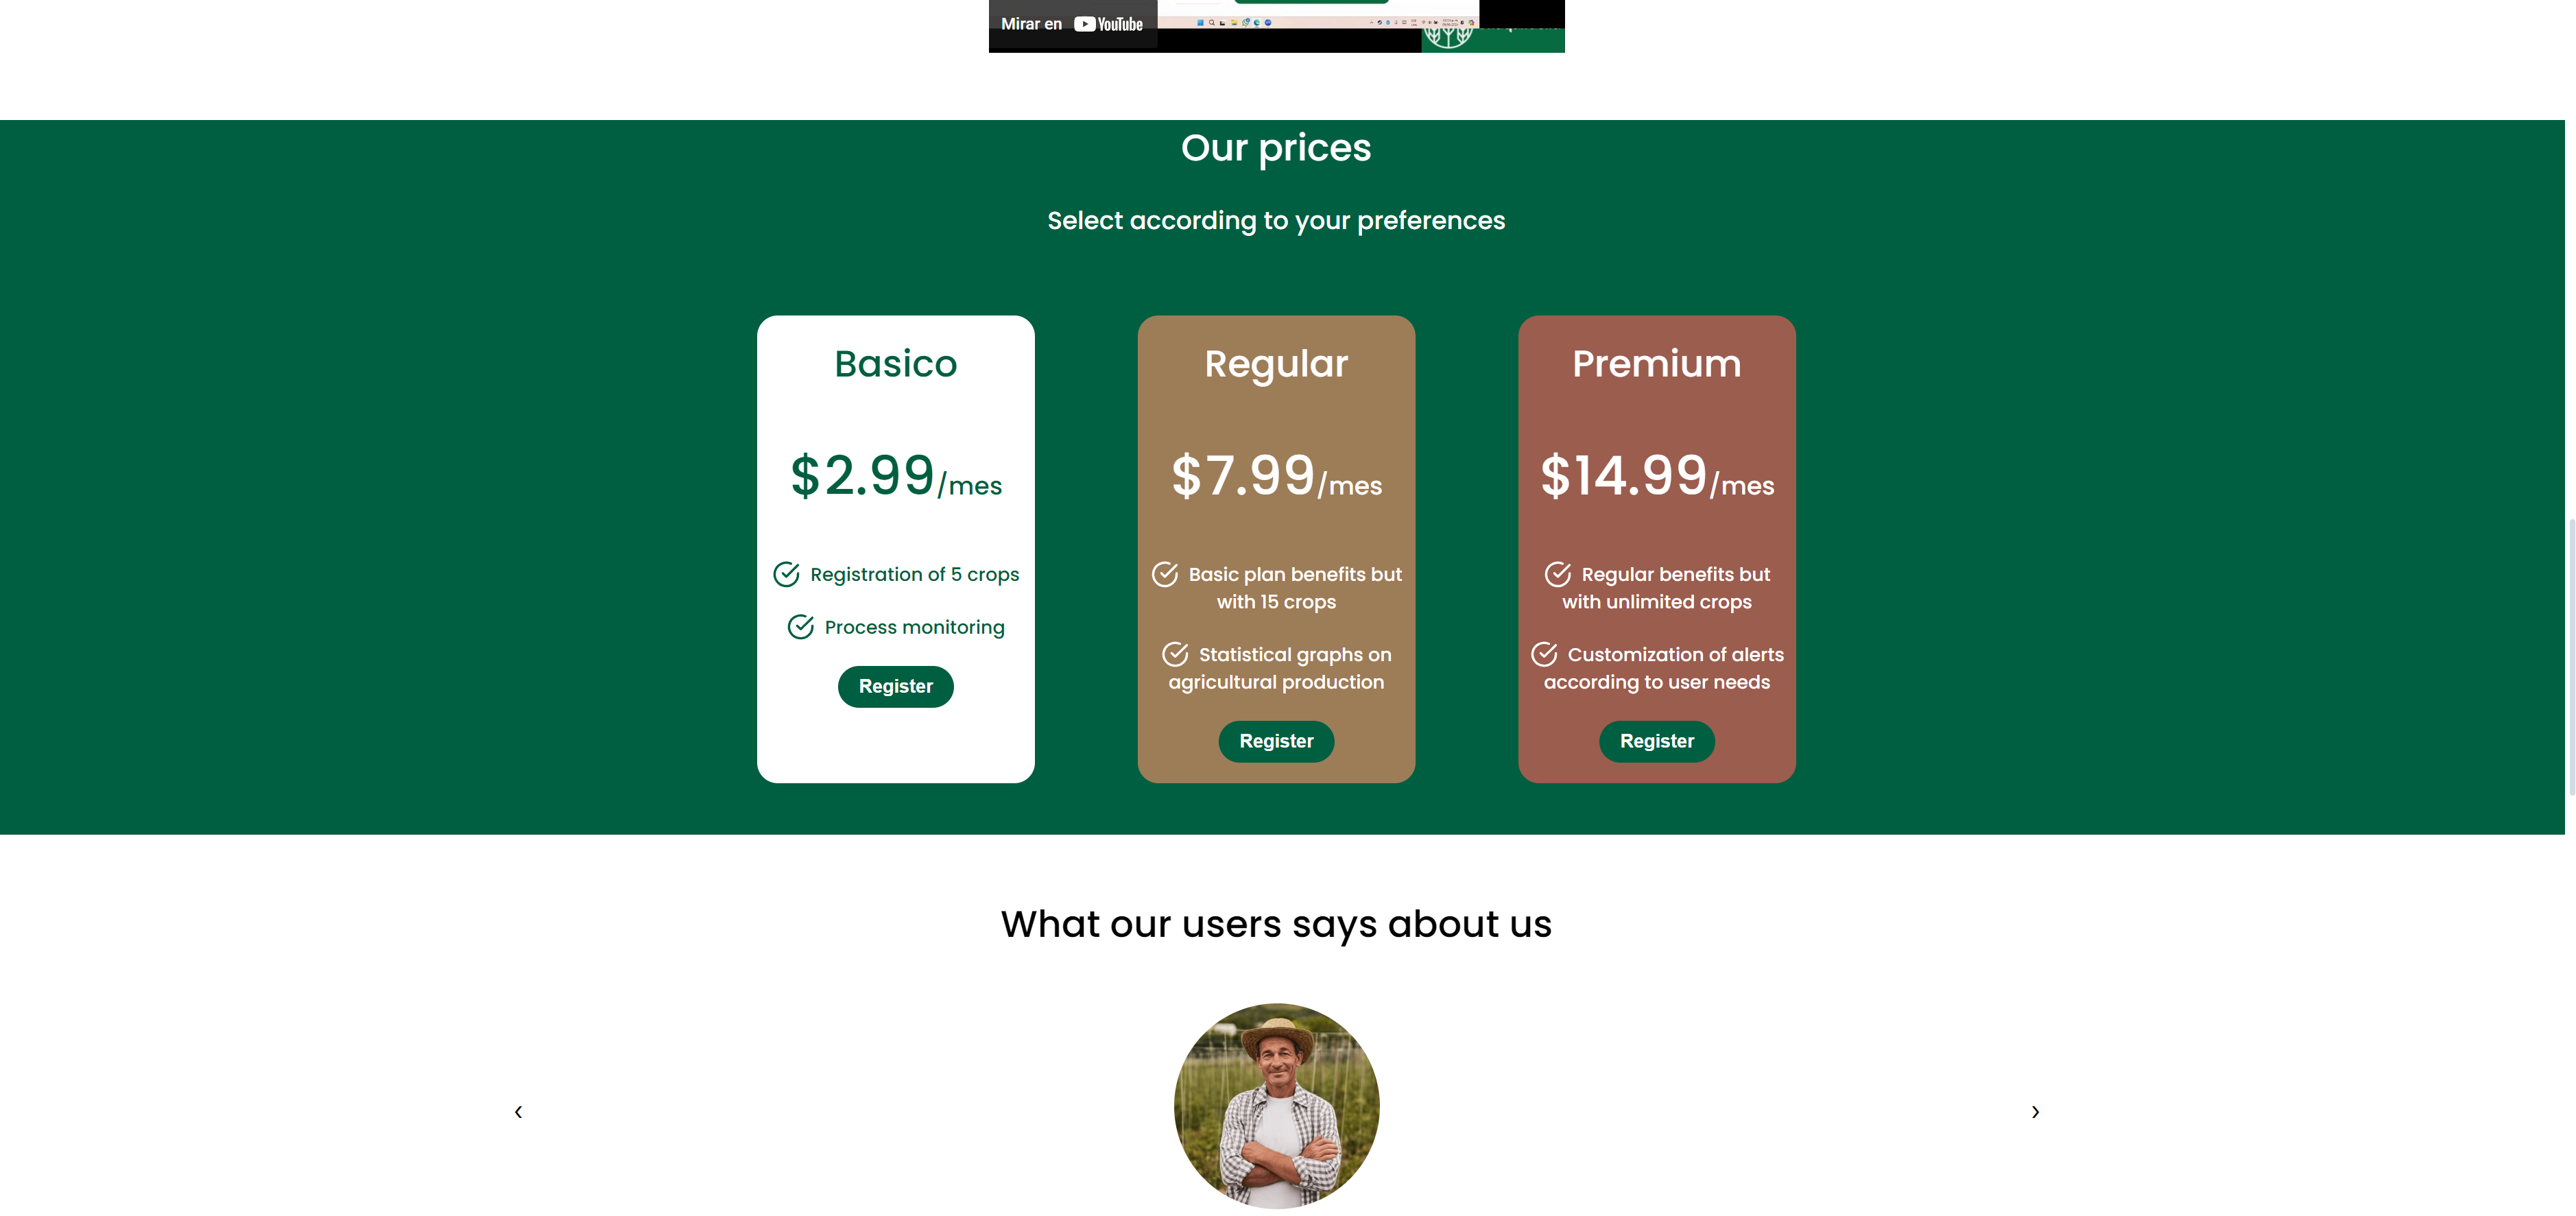 Mirar en YouTube
Our prices
Select according to your preferences
Basico
$2.99/mes
Registration of 5 crops
Process monitoring
Register
Regular
$7.99/mes
Basic plan benefits but
with 15 crops
Statistical graphs on
agricultural production
Register
Premium
$14.99/mes
Regular benefits but
with unlimited crops
Customization of alerts
according to user needs
Register
What our users says about us
‹
›